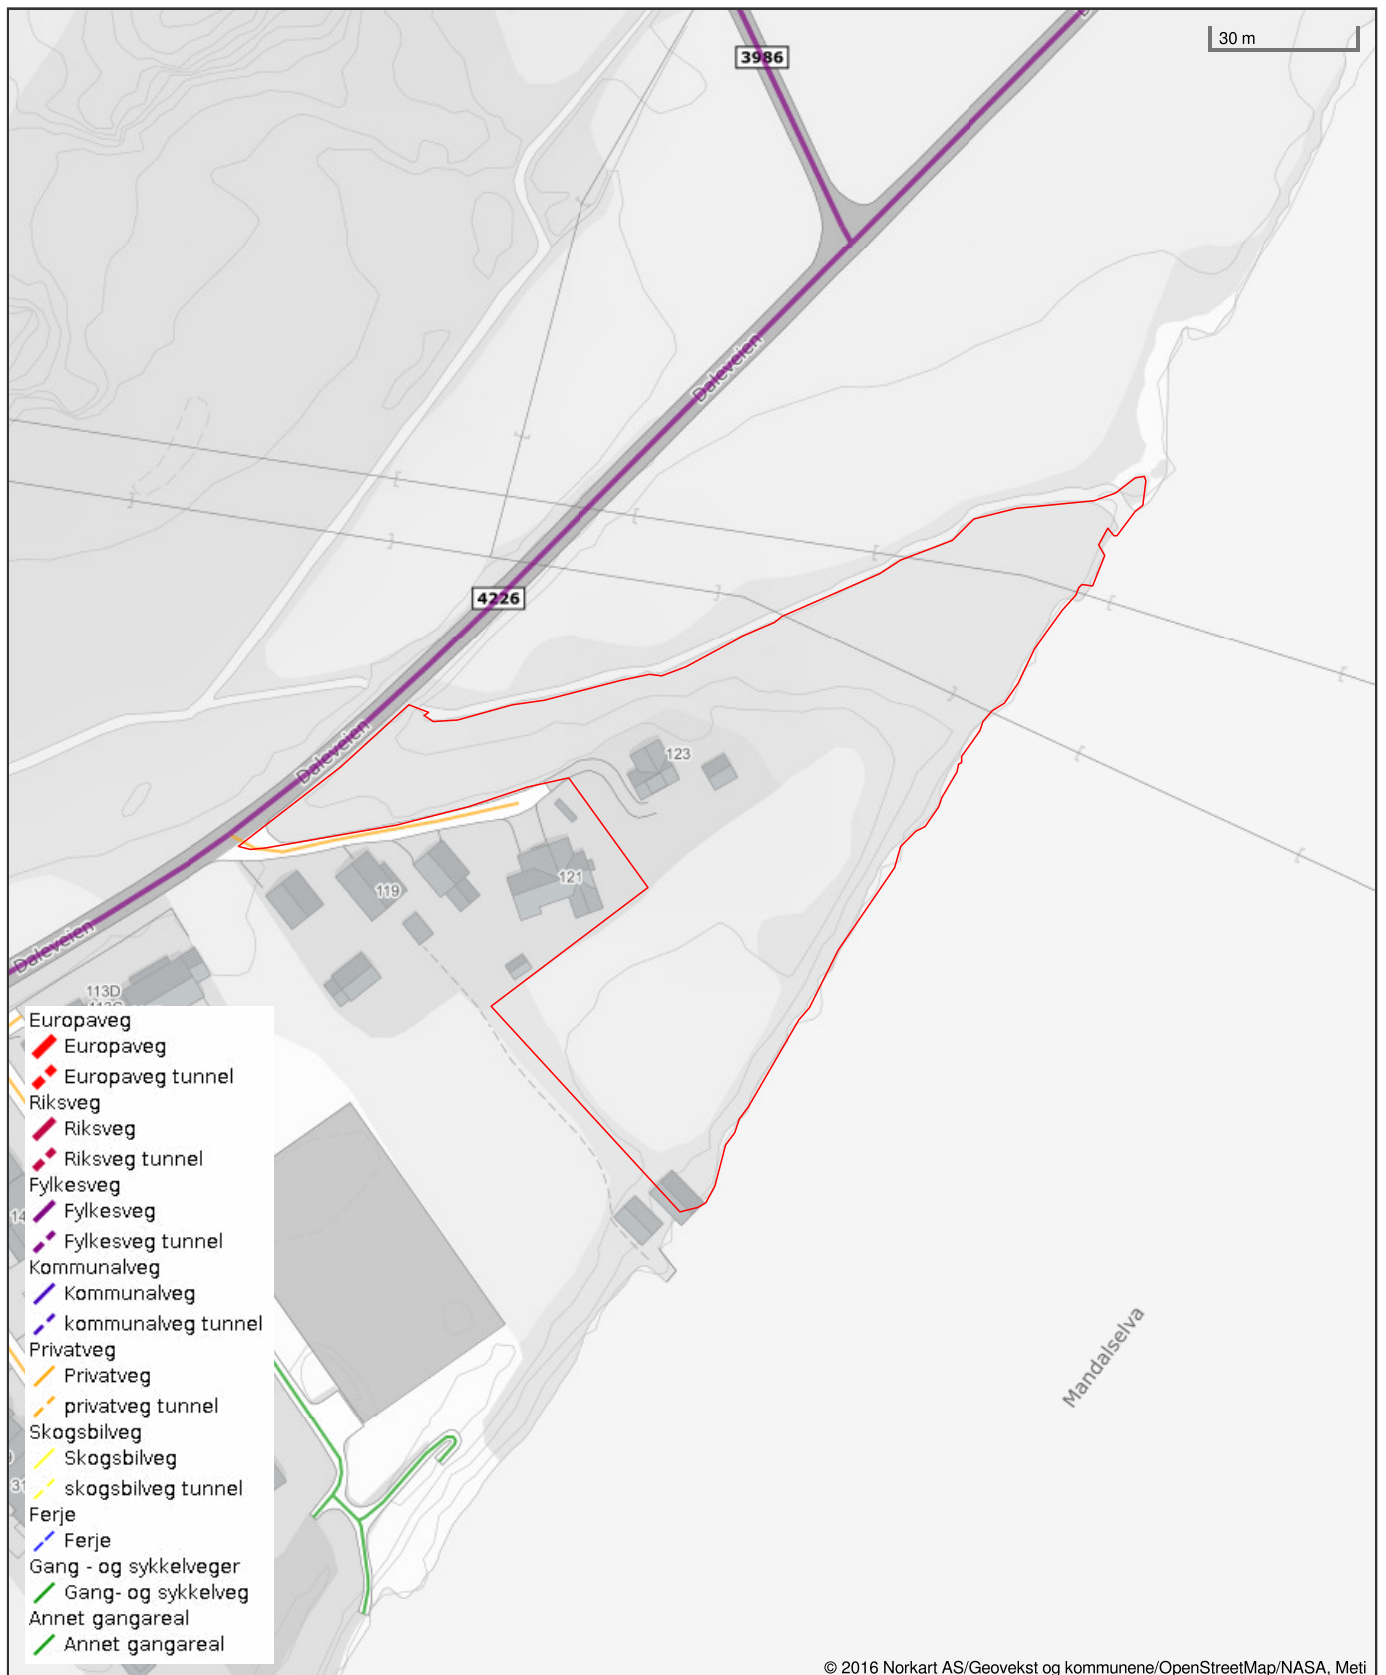 30 m
3986
Daleveien
4226
Daleveien
123
121
119
Daleveien
113D
Europaveg
Europaveg
Europaveg tunnel
Riksveg
Riksveg
Riksveg tunnel
Fylkesveg
Fylkesveg
Fylkesveg tunnel
Kommunalveg
Kommunalveg
kommunalveg tunnel
Privatveg
Privatveg
privatveg tunnel
Skogsbilveg
Skogsbilveg
skogsbilveg tunnel
Ferje
Ferje
Gang - og sykkelveger
Gang- og sykkelveg
Annet gangareal
Annet gangareal
Mandalselva
© 2016 Norkart AS/Geovekst og kommunene/OpenStreetMap/NASA, Meti